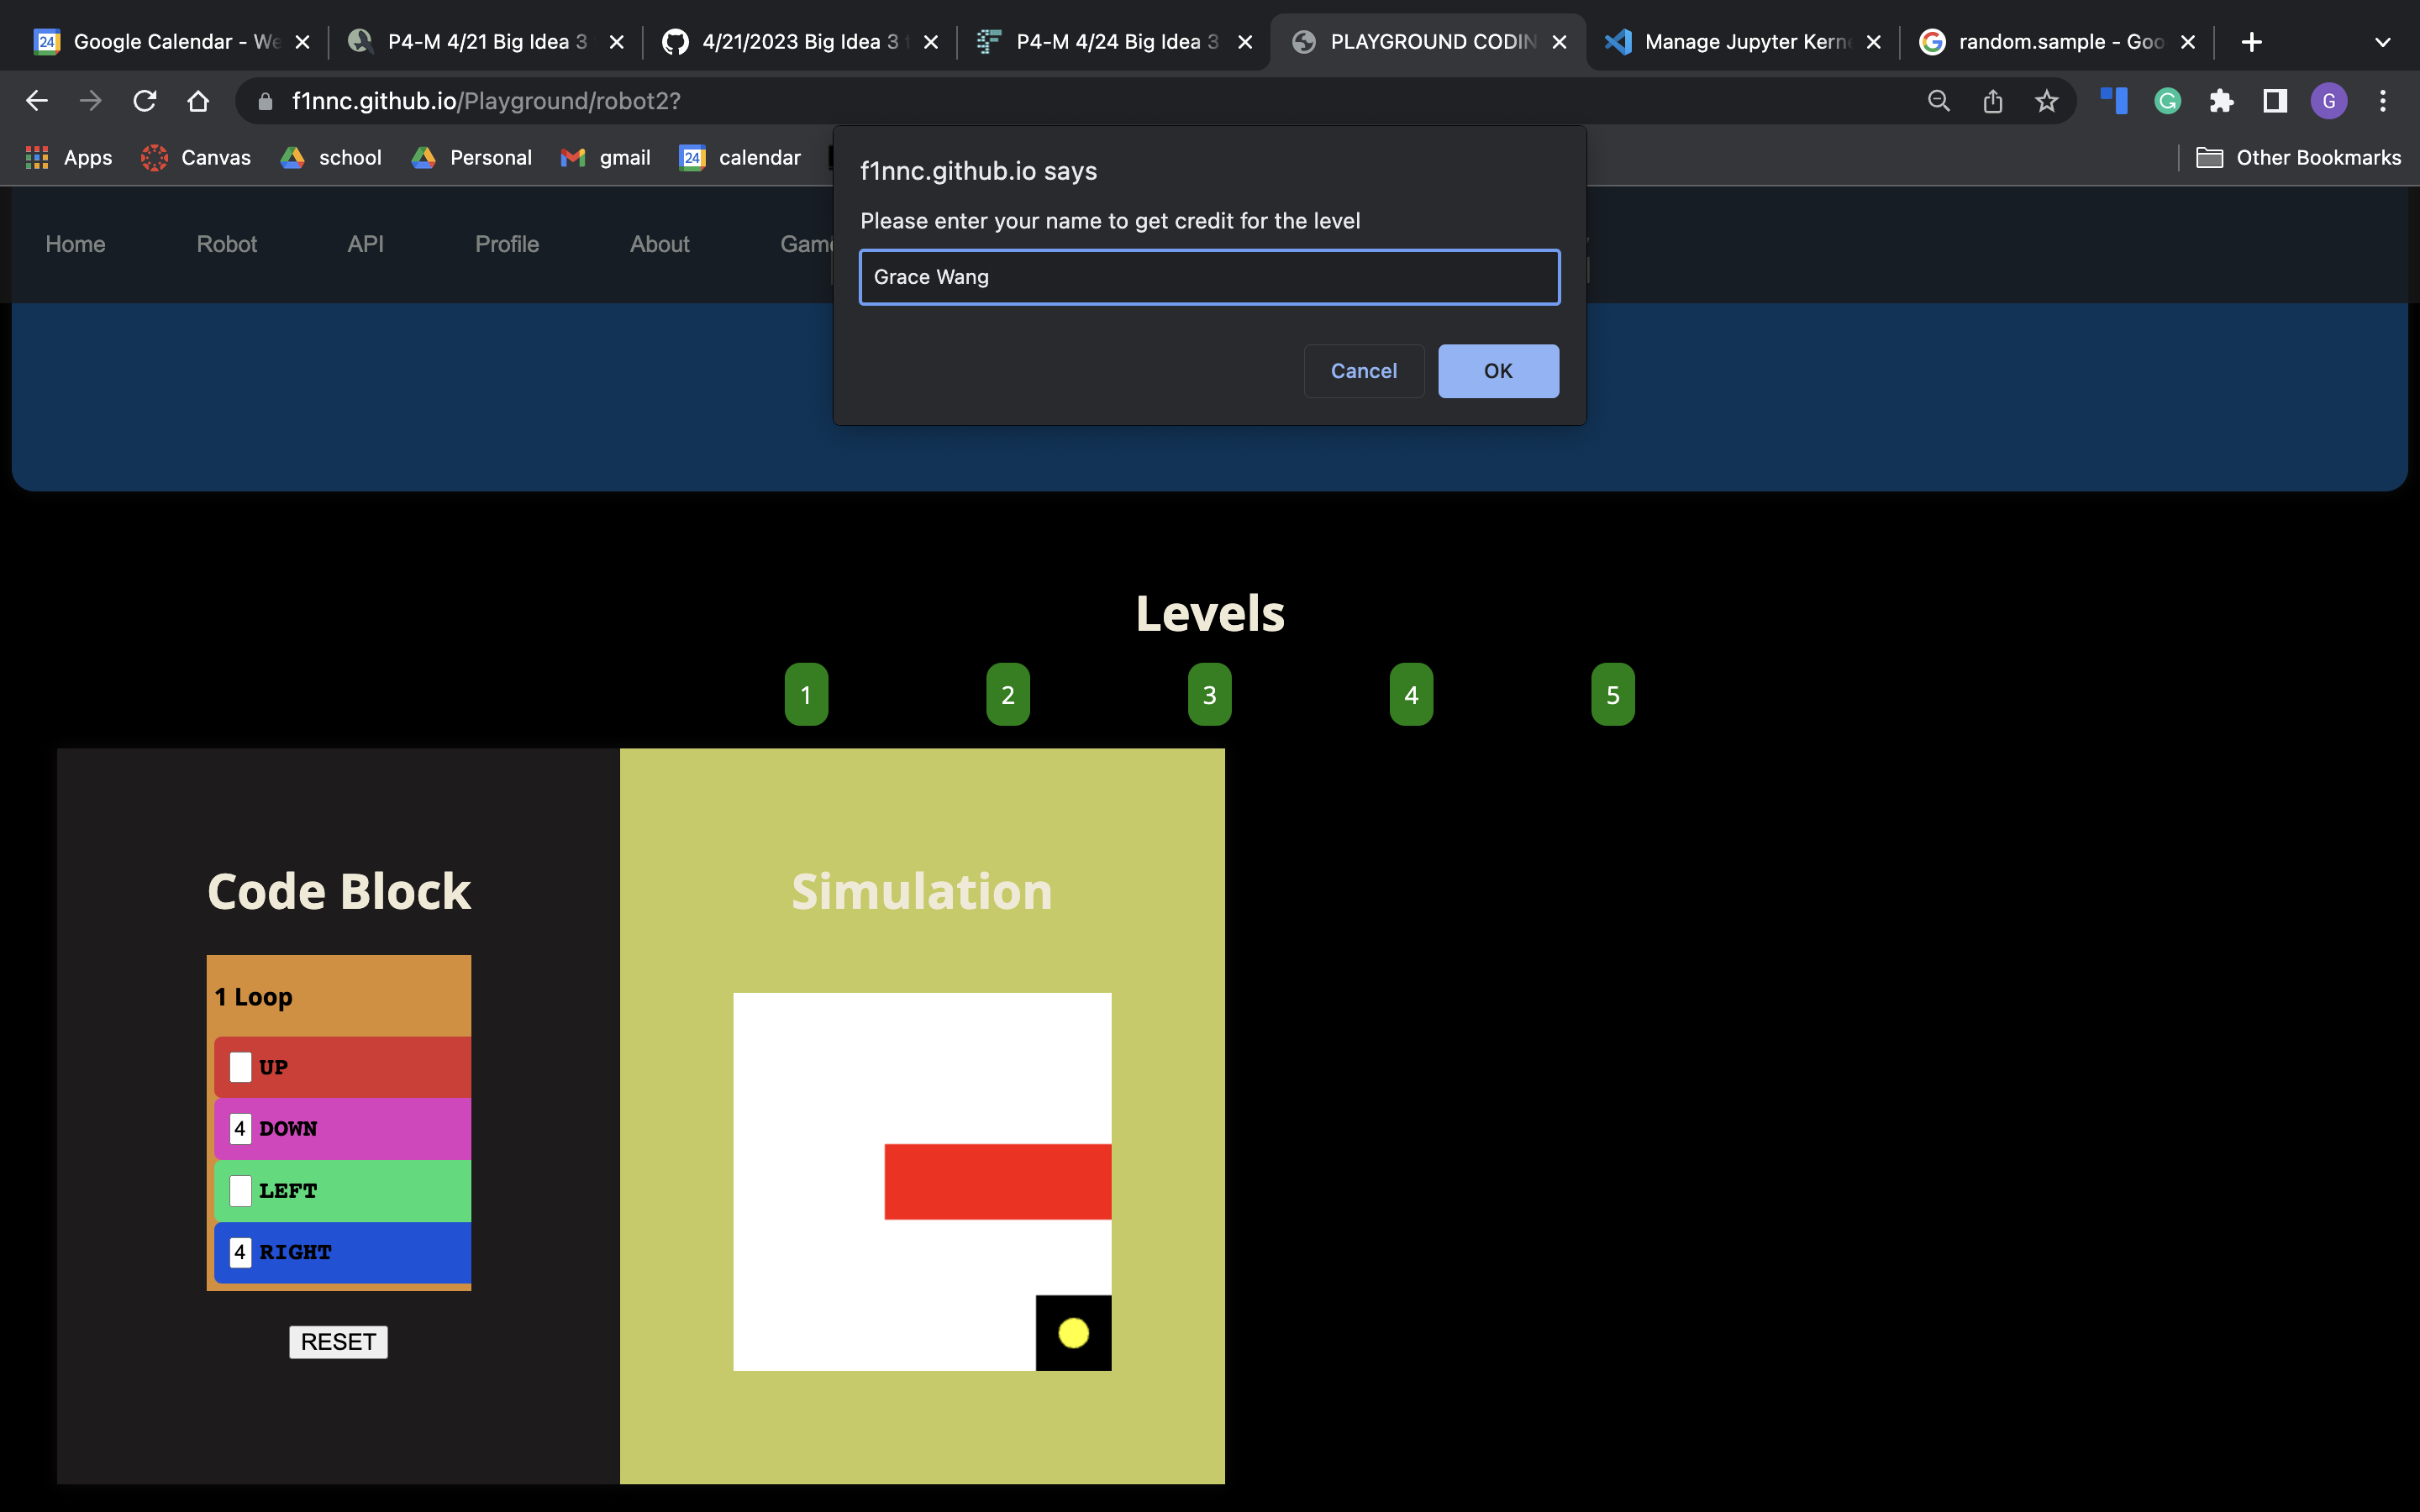 24 Google Calendar - We
P4-M 4/21 Big Idea 3
4/21/2023 Big Idea 3
P4-M 4/24 Big Idea 3
PLAYGROUND CODIN
Manage Jupyter Kerne
random.sample - Goo
f1nnc.github.io/Playground/robot2?
G
G
Apps
Canvas
school
Personal
gmail
24 calendar
Other Bookmarks
f1nnc.github.io says
Please enter your name to get credit for the level
Grace Wang
Cancel
OK
Home
Robot
API
Profile
About
Game
Levels
1
2
3
4
5
Code Block
1 Loop
UP
4 DOWN
LEFT
4 RIGHT
RESET
Simulation